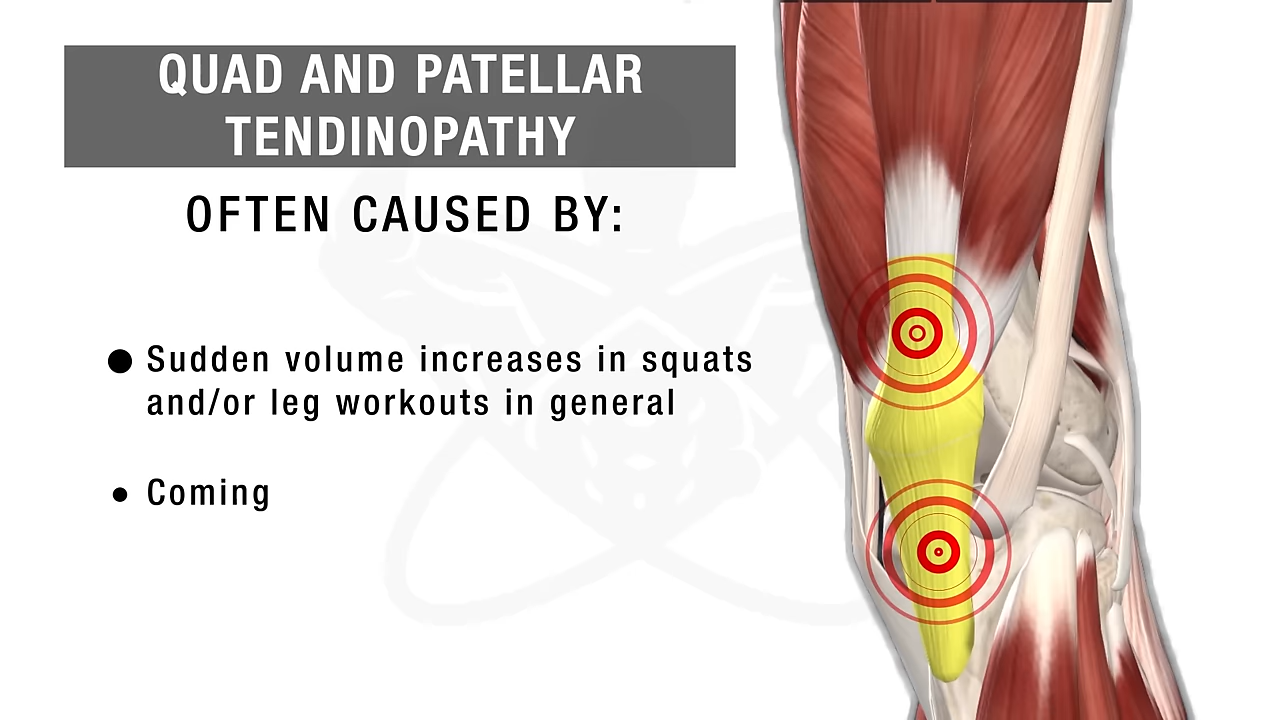 QUAD AND PATELLAR
TENDINOPATHY
OFTEN CAUSED BY:
● Sudden volume increases in squats
and/or leg workouts in general
● Coming